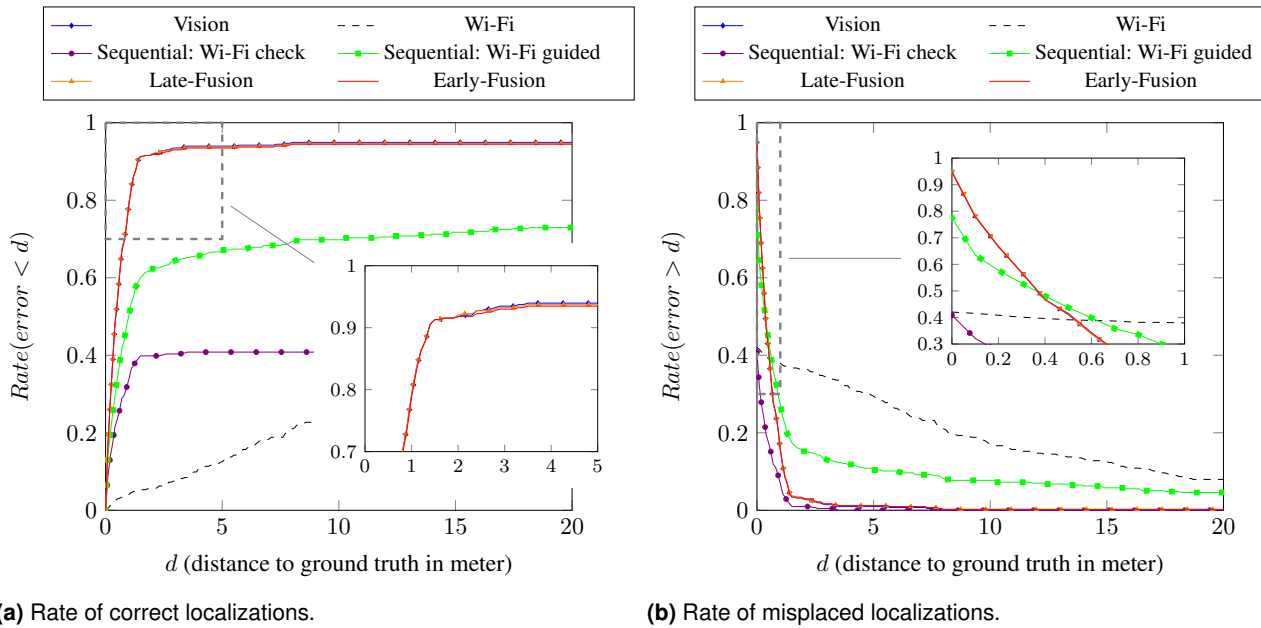 Vision Wi-Fi
Sequential: Wi-Fi check Sequential: Wi-Fi guided
Late-Fusion Early-Fusion
1
0.8
0.6
0.4
0.2
0
0 5 10 15 20
Rate(error < d)
d (distance to ground truth in meter)
1
0.9
0.8
0.7
0 1 2 3 4 5
(a) Rate of correct localizations.
Vision Wi-Fi
Sequential: Wi-Fi check Sequential: Wi-Fi guided
Late-Fusion Early-Fusion
1
0.8
0.6
0.4
0.2
0
0 5 10 15 20
Rate(error > d)
d (distance to ground truth in meter)
1
0.9
0.8
0.7
0.6
0.5
0.4
0.3
0 0.2 0.4 0.6 0.8 1
(b) Rate of misplaced localizations.